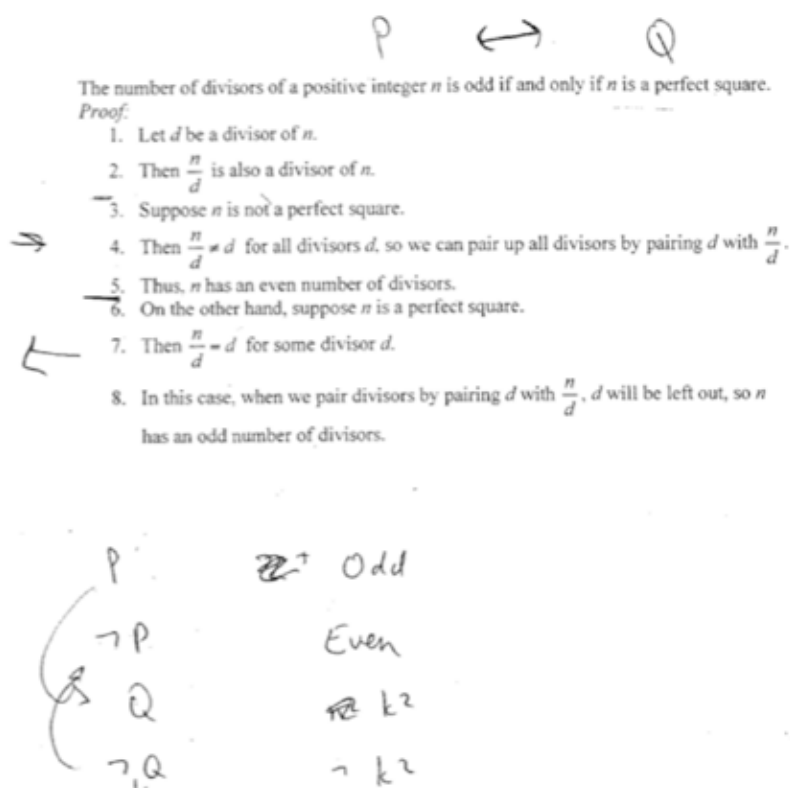 P ↔ Q
The number of divisors of a positive integer n is odd if and only if n is a perfect square.
Proof:
1. Let d be a divisor of n.
2. Then n/d is also a divisor of n.
3. Suppose n is not a perfect square.
→ 4. Then n/d ≠ d for all divisors d, so we can pair up all divisors by pairing d with n/d.
5. Thus, n has an even number of divisors.
6. On the other hand, suppose n is a perfect square.
← 7. Then n/d = d for some divisor d.
8. In this case, when we pair divisors by pairing d with n/d, d will be left out, so n
has an odd number of divisors.
P Odd
¬P Even
Q k²
¬Q ¬ k²